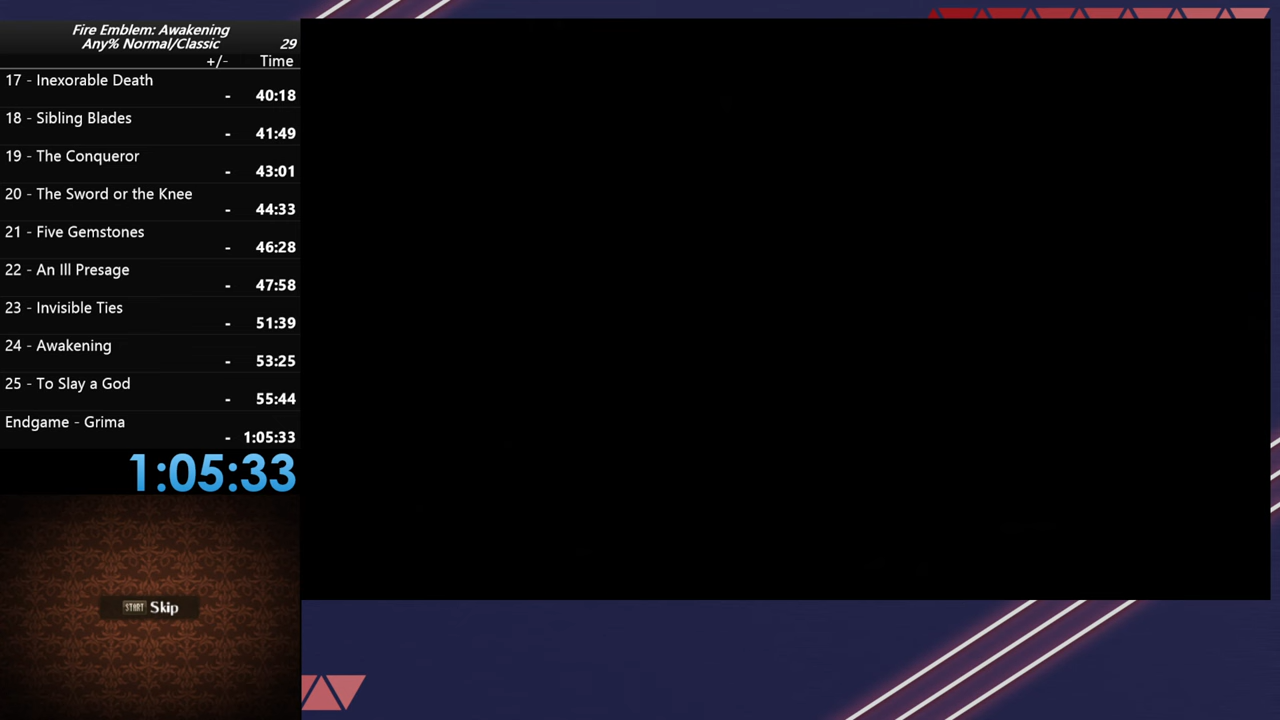 Fire Emblem: Awakening
Any% Normal/Classic 29
+/- Time
17 - Inexorable Death
- 40:18
18 - Sibling Blades
- 41:49
19 - The Conqueror
- 43:01
20 - The Sword or the Knee
- 44:33
21 - Five Gemstones
- 46:28
22 - An Ill Presage
- 47:58
23 - Invisible Ties
- 51:39
24 - Awakening
- 53:25
25 - To Slay a God
- 55:44
Endgame - Grima
- 1:05:33
1:05:33
START Skip